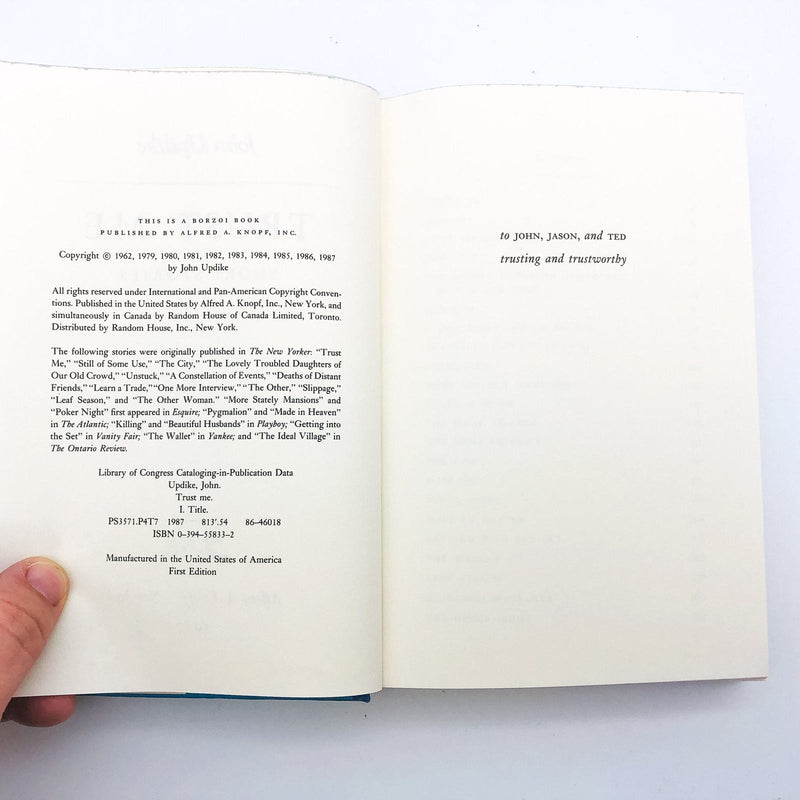 THIS IS A BORZOI BOOK
PUBLISHED BY ALFRED A. KNOPF, INC.
Copyright © 1962, 1979, 1980, 1981, 1982, 1983, 1984, 1985, 1986, 1987
by John Updike
All rights reserved under International and Pan-American Copyright Conven-
tions. Published in the United States by Alfred A. Knopf, Inc., New York, and
simultaneously in Canada by Random House of Canada Limited, Toronto.
Distributed by Random House, Inc., New York.
The following stories were originally published in The New Yorker: “Trust
Me,” “Still of Some Use,” “The City,” “The Lovely Troubled Daughters of
Our Old Crowd,” “Unstuck,” “A Constellation of Events,” “Deaths of Distant
Friends,” “Learn a Trade,” “One More Interview,” “The Other,” “Slippage,”
“Leaf Season,” and “The Other Woman.” “More Stately Mansions” and
“Poker Night” first appeared in Esquire; “Pygmalion” and “Made in Heaven”
in The Atlantic; “Killing” and “Beautiful Husbands” in Playboy; “Getting into
the Set” in Vanity Fair; “The Wallet” in Yankee; and “The Ideal Village” in
The Ontario Review.
Library of Congress Cataloging-in-Publication Data
Updike, John.
Trust me.
I. Title.
PS3571.P4T7 1987 813'.54 86-46018
ISBN 0-394-55833-2
Manufactured in the United States of America
First Edition
to JOHN, JASON, and TED
trusting and trustworthy